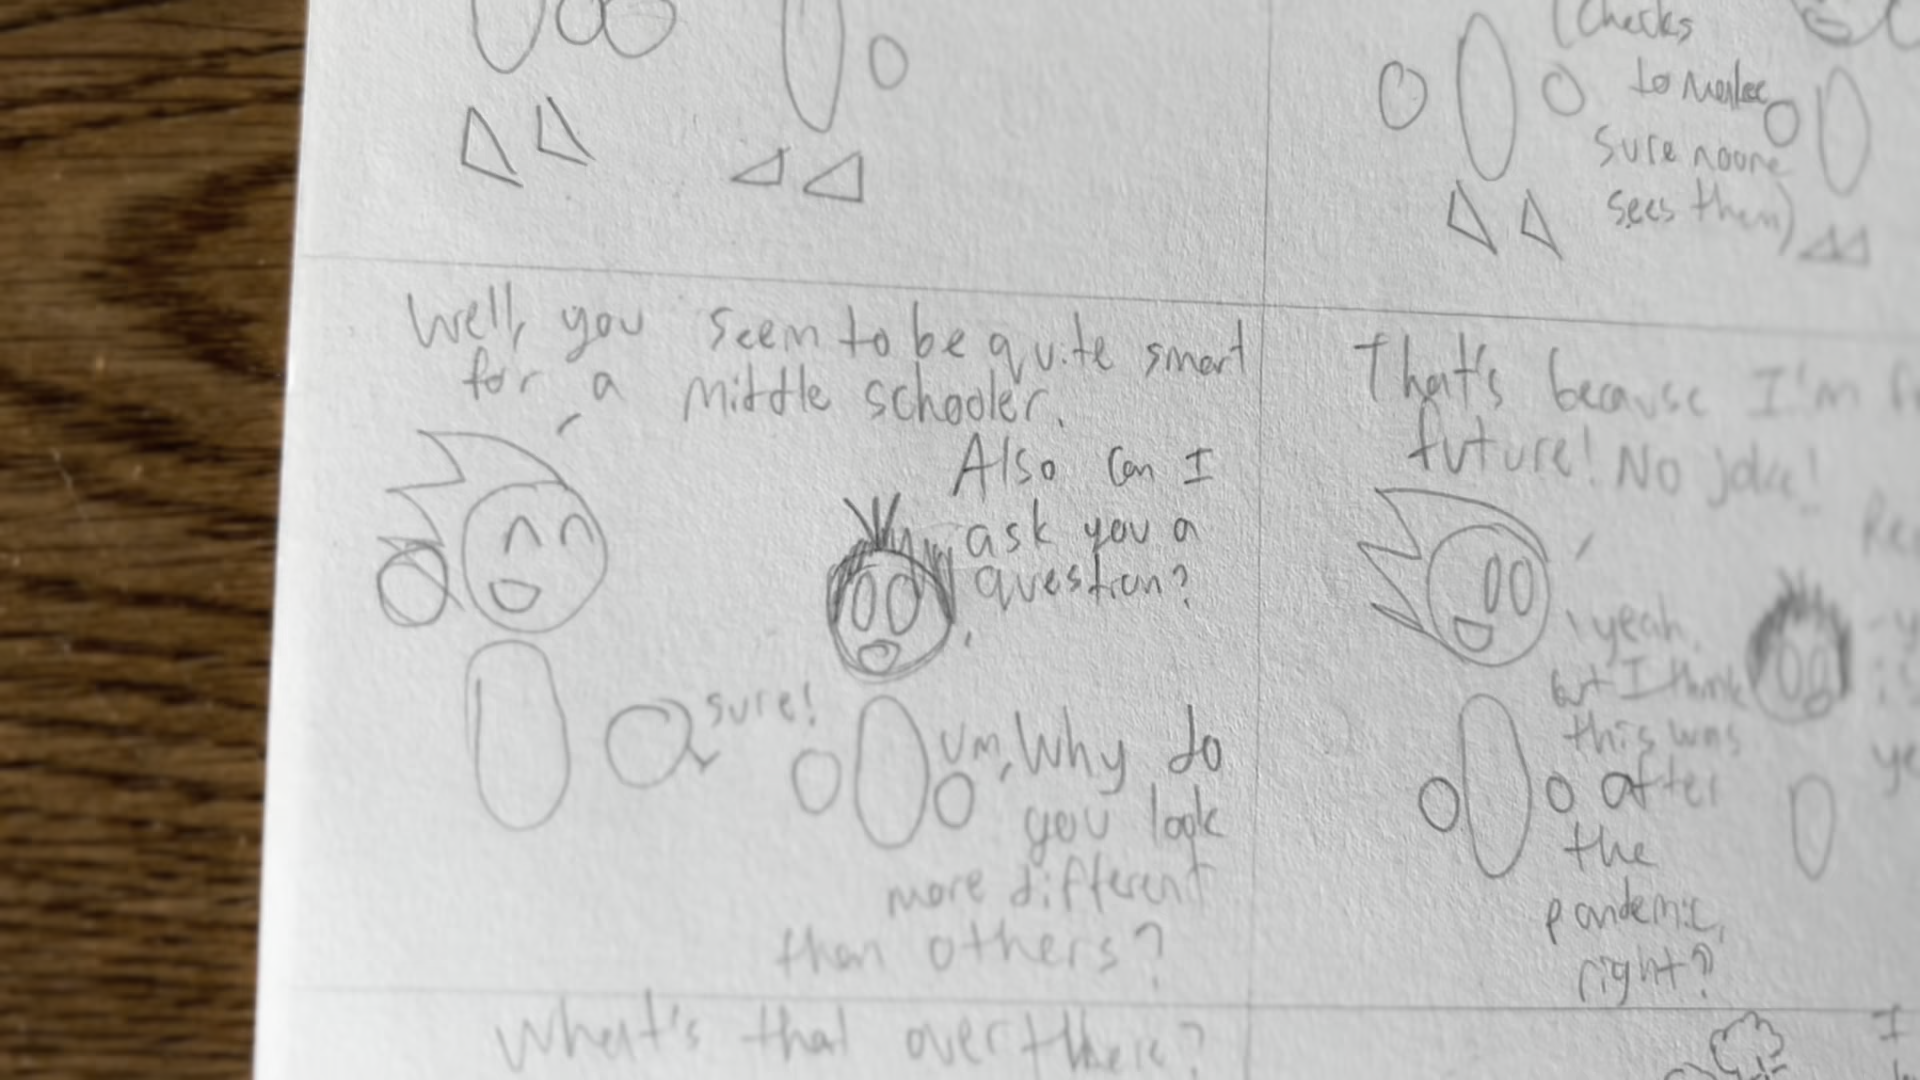 (Checks
to make
sure noone
sees them)
Well, you seem to be quite smart
for a middle schooler.
Also can I
ask you a
question?
sure!
um, Why do
you look
more different
than others?
That's because I'm
future! No joke!
yeah,
but I think
this was
after
the
pandemic,
right?
What's that over there?
I